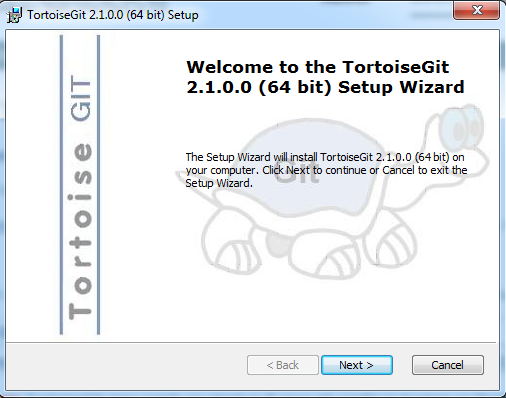 TortoiseGit 2.1.0.0 (64 bit) Setup
Welcome to the TortoiseGit
2.1.0.0 (64 bit) Setup Wizard
Tortoise GIT
Git
The Setup Wizard will install TortoiseGit 2.1.0.0 (64 bit) on
your computer. Click Next to continue or Cancel to exit the
Setup Wizard.
< Back
Next >
Cancel